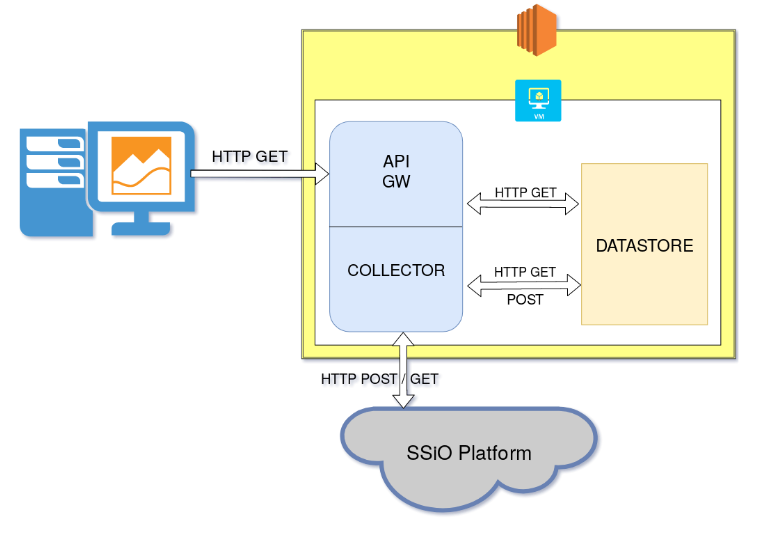 VM
HTTP GET
API
GW
HTTP GET
DATASTORE
COLLECTOR
HTTP GET
POST
HTTP POST / GET
SSiO Platform